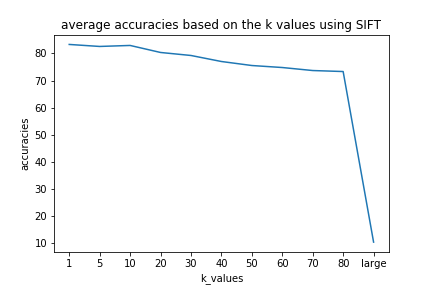 average accuracies based on the k values using SIFT
80
70
60
50
40
30
20
10
accuracies
1 5 10 20 30 40 50 60 70 80 large
k_values